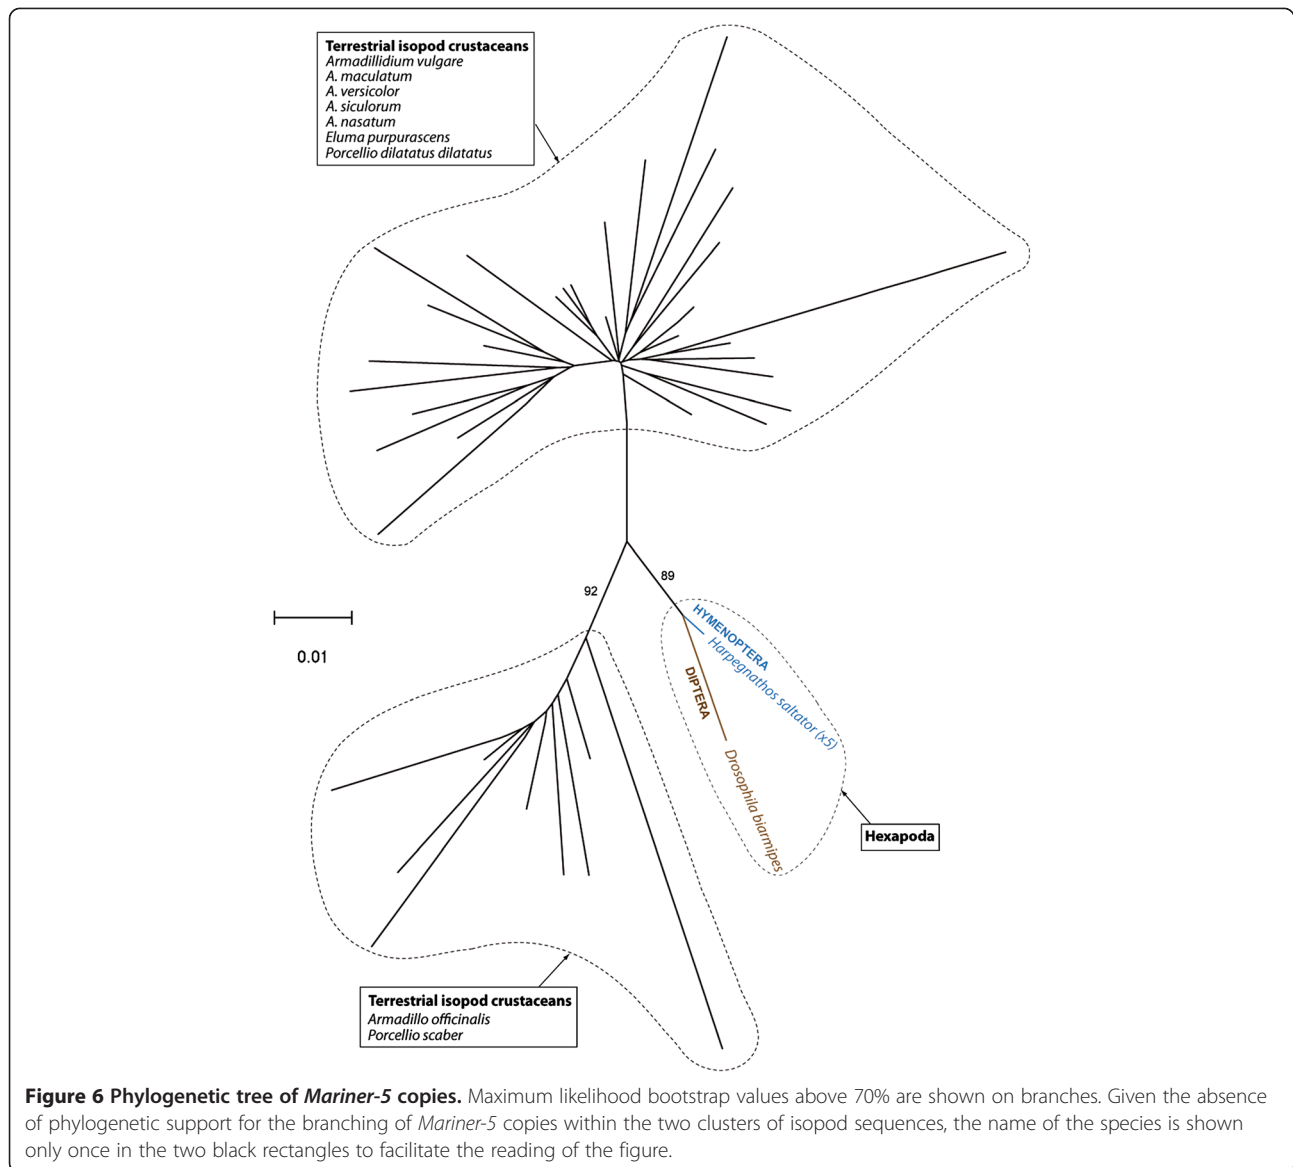 Terrestrial isopod crustaceans
Armadillidium vulgare
A. maculatum
A. versicolor
A. siculorum
A. nasatum
Eluma purpurascens
Porcellio dilatatus dilatatus
92
89
0.01
HYMENOPTERA
Harpegnathos saltator (x5)
DIPTERA
Drosophila biarmipes
Hexapoda
Terrestrial isopod crustaceans
Armadillo officinalis
Porcellio scaber
Figure 6 Phylogenetic tree of Mariner-5 copies. Maximum likelihood bootstrap values above 70% are shown on branches. Given the absence
of phylogenetic support for the branching of Mariner-5 copies within the two clusters of isopod sequences, the name of the species is shown
only once in the two black rectangles to facilitate the reading of the figure.